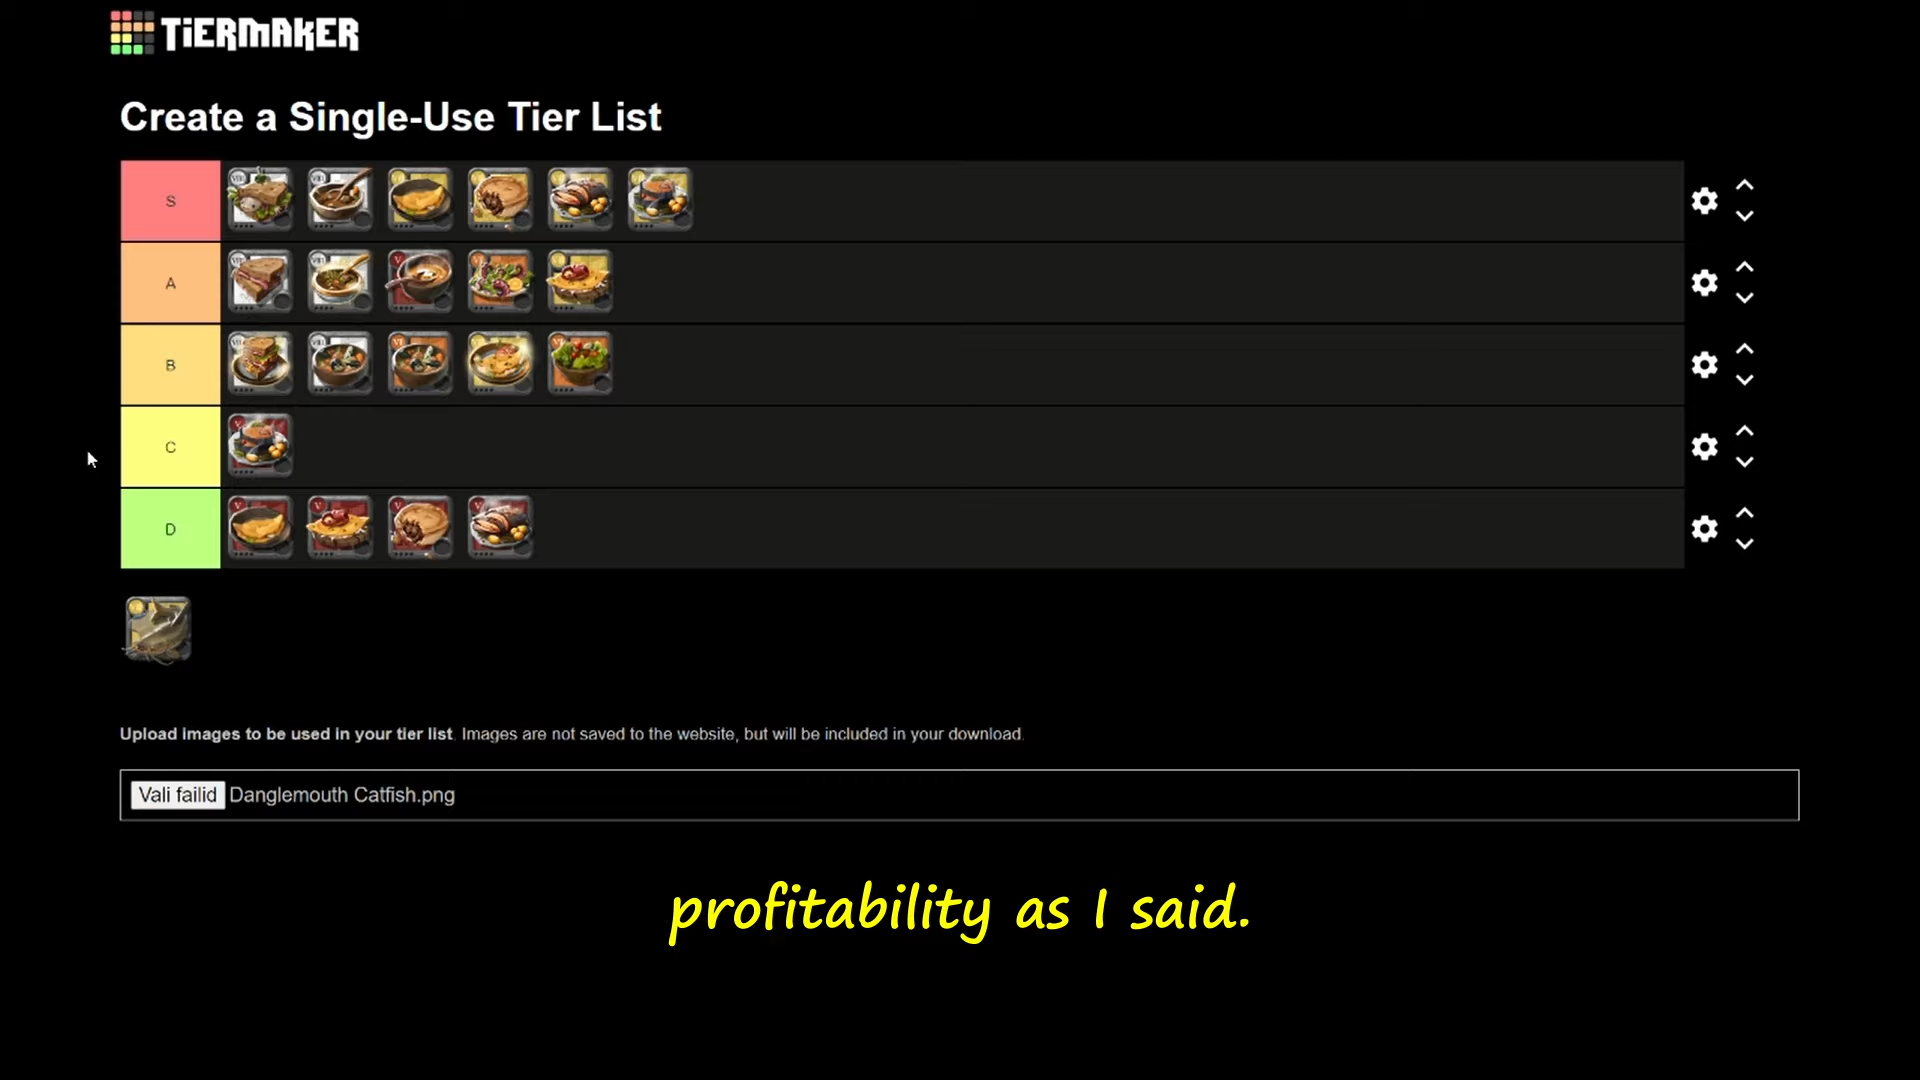 TiERMAKER
Create a Single-Use Tier List
S
A
B
C
D
Upload images to be used in your tier list. Images are not saved to the website, but will be included in your download.
Vali failid Danglemouth Catfish.png
profitability as I said.